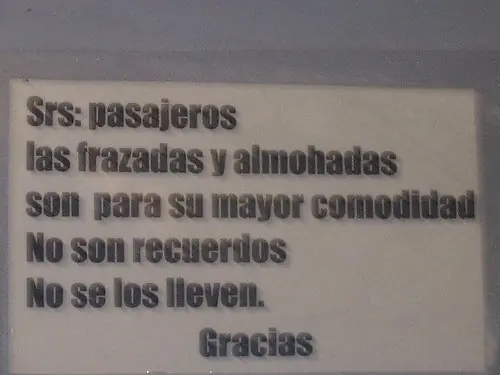 Srs: pasajeros
las frazadas y almohadas
son para su mayor comodidad
No son recuerdos
No se los lleven.
Gracias